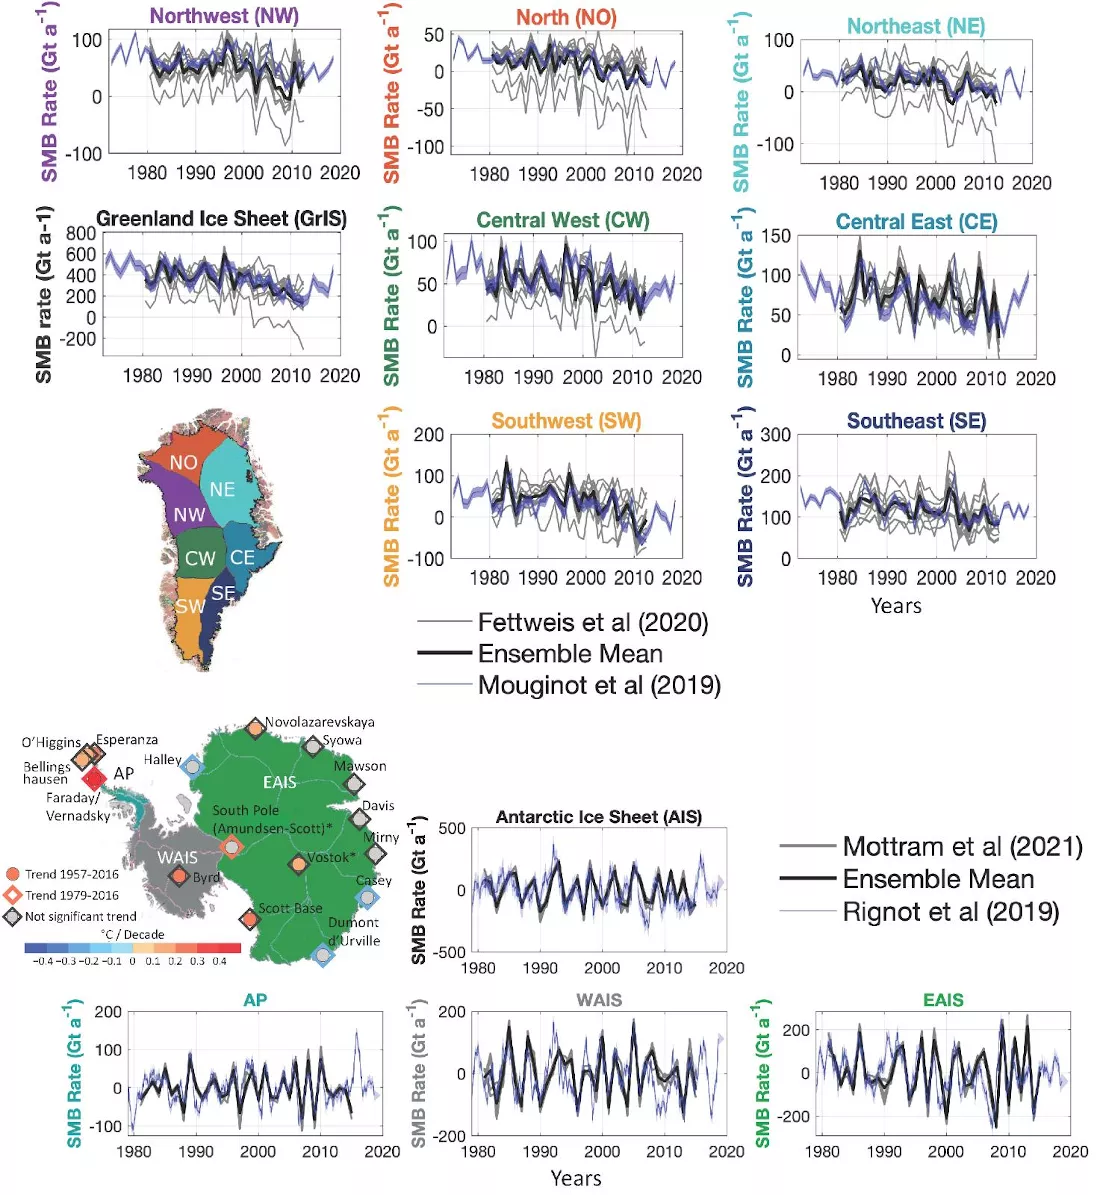 Northwest (NW)
SMB Rate (Gt a⁻¹)
100
0
-100
1980 1990 2000 2010 2020
North (NO)
SMB Rate (Gt a⁻¹)
50
0
-50
-100
1980 1990 2000 2010 2020
Northeast (NE)
SMB Rate (Gt a⁻¹)
100
0
-100
1980 1990 2000 2010 2020
Greenland Ice Sheet (GrIS)
SMB rate (Gt a-1)
800
600
400
200
0
-200
1980 1990 2000 2010 2020
Central West (CW)
SMB Rate (Gt a⁻¹)
100
50
0
1980 1990 2000 2010 2020
Central East (CE)
SMB Rate (Gt a⁻¹)
150
100
50
0
1980 1990 2000 2010 2020
NO
NE
NW
CW
CE
SW
SE
Southwest (SW)
SMB Rate (Gt a⁻¹)
200
100
0
-100
1980 1990 2000 2010 2020
Southeast (SE)
SMB Rate (Gt a⁻¹)
300
200
100
0
1980 1990 2000 2010 2020
Years
Fettweis et al (2020)
Ensemble Mean
Mouginot et al (2019)
Novolazarevskaya
O'Higgins
Esperanza
Syowa
Halley
Bellings
hausen
AP
Mawson
EAIS
Faraday/
Vernadsky
South Pole
(Amundsen-Scott)*
Davis
Mirny
WAIS
Vostok*
Byrd
Casey
Scott Base
Dumont
d'Urville
Trend 1957-2016
Trend 1979-2016
Not significant trend
°C / Decade
−0.4 −0.3 −0.2 −0.1 0 0.1 0.2 0.3 0.4
Antarctic Ice Sheet (AIS)
SMB Rate (Gt a⁻¹)
500
0
-500
1980 1990 2000 2010 2020
Mottram et al (2021)
Ensemble Mean
Rignot et al (2019)
AP
SMB Rate (Gt a⁻¹)
200
100
0
-100
1980 1990 2000 2010 2020
WAIS
SMB Rate (Gt a⁻¹)
200
0
-200
1980 1990 2000 2010 2020
EAIS
SMB Rate (Gt a⁻¹)
200
0
-200
1980 1990 2000 2010 2020
Years